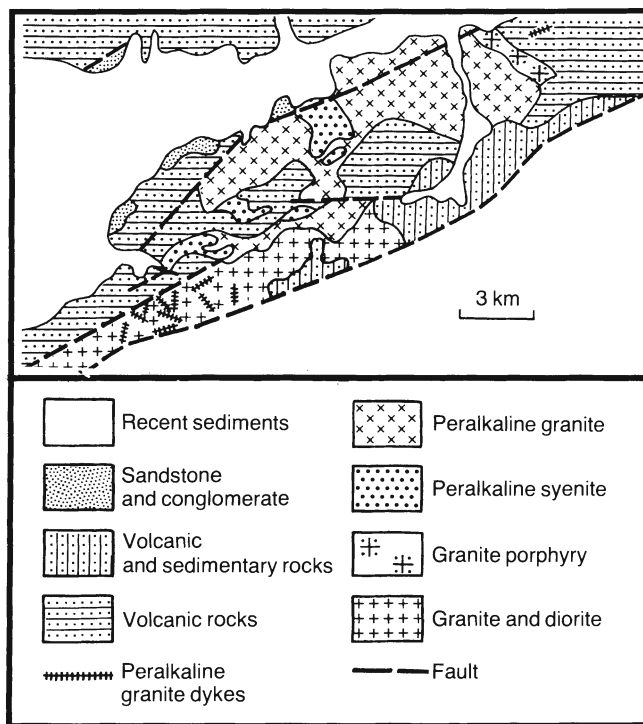 3 km
Recent sediments
Sandstone
and conglomerate
Volcanic
and sedimentary rocks
Volcanic rocks
Peralkaline
granite dykes
Peralkaline granite
Peralkaline syenite
Granite porphyry
Granite and diorite
Fault